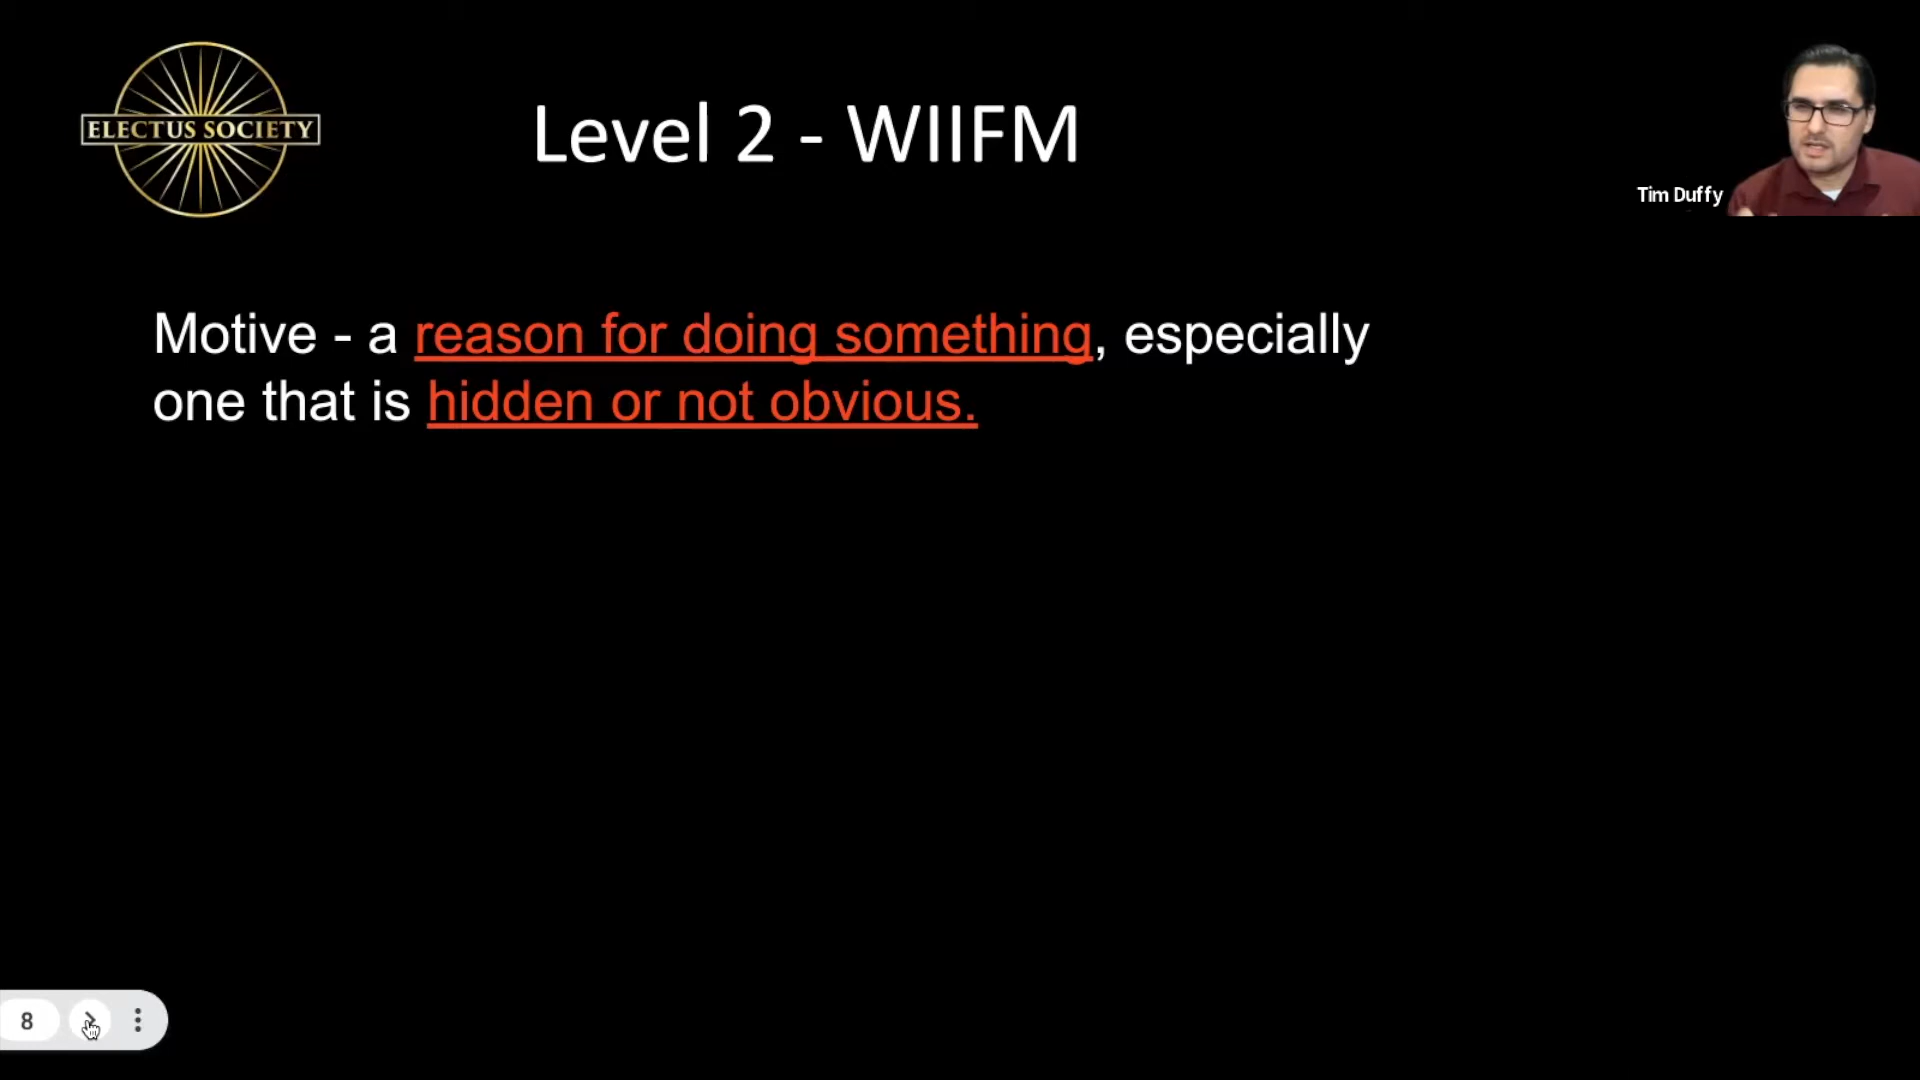 ELECTUS SOCIETY
Level 2 - WIIFM
Tim Duffy
Motive - a reason for doing something, especially
one that is hidden or not obvious.
8